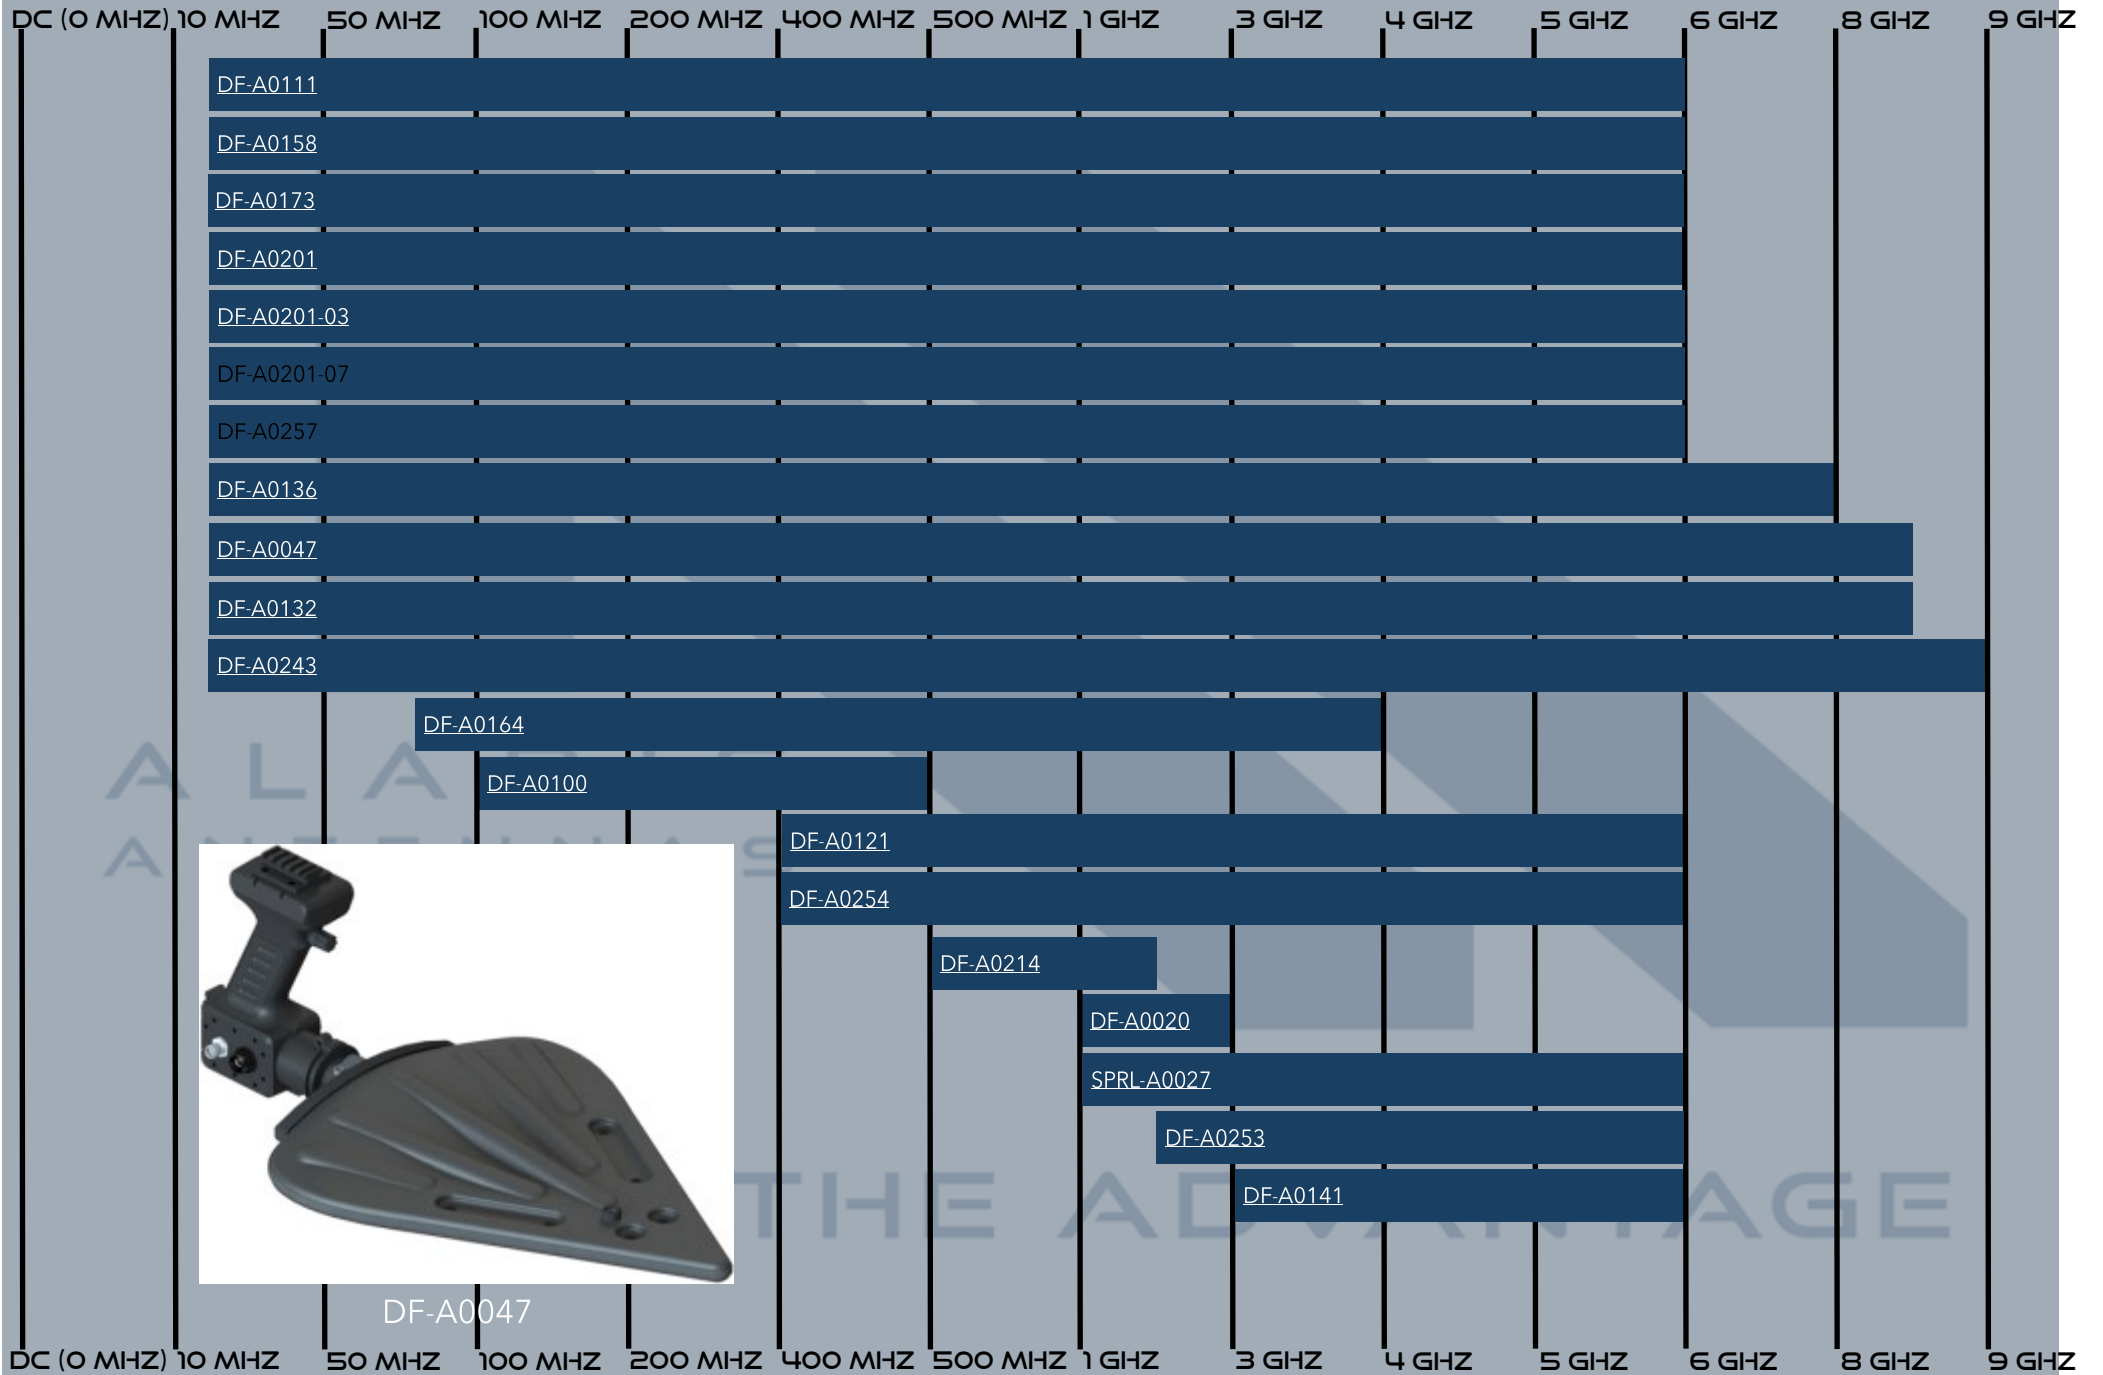 DC (0 MHZ) 10 MHZ 50 MHZ 100 MHZ 200 MHZ 400 MHZ 500 MHZ 1 GHZ 3 GHZ 4 GHZ 5 GHZ 6 GHZ 8 GHZ 9 GHZ
DF-A0111
DF-A0158
DF-A0173
DF-A0201
DF-A0201-03
DF-A0201-07
DF-A0257
DF-A0136
DF-A0047
DF-A0132
DF-A0243
DF-A0164
DF-A0100
DF-A0121
DF-A0254
DF-A0214
DF-A0020
SPRL-A0027
DF-A0253
THE ADVANTAGE
DF-A0141
DF-A0047
DC (0 MHZ) 10 MHZ 50 MHZ 100 MHZ 200 MHZ 400 MHZ 500 MHZ 1 GHZ 3 GHZ 4 GHZ 5 GHZ 6 GHZ 8 GHZ 9 GHZ